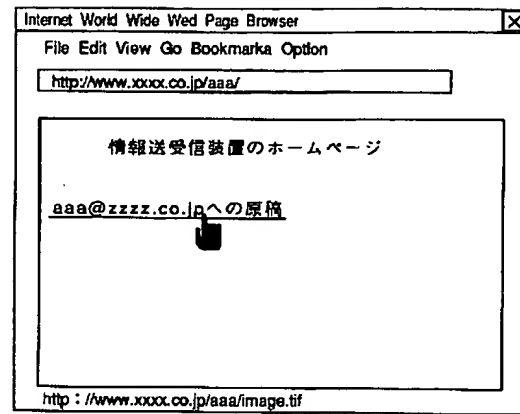 Internet World Wide Wed Page Browser
File Edit View Go Bookmarka Option
http://www.xxxx.co.jp/aaa/
情報送受信装置のホームページ
aaa@zzzz.co.jpへの原稿
http：//www.xxxx.co.jp/aaa/image.tif